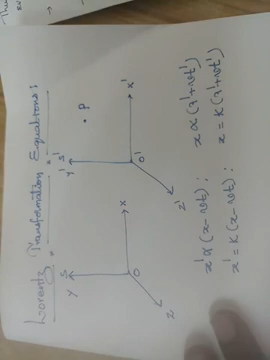 Lorentz Transformation Equations :
Y S
Y' S'
. P
O X
O' X'
Z
Z'
x' ∝ (x - vt) : x ∝ (x' + vt')
x' = K (x - vt) : x = K (x' + vt')